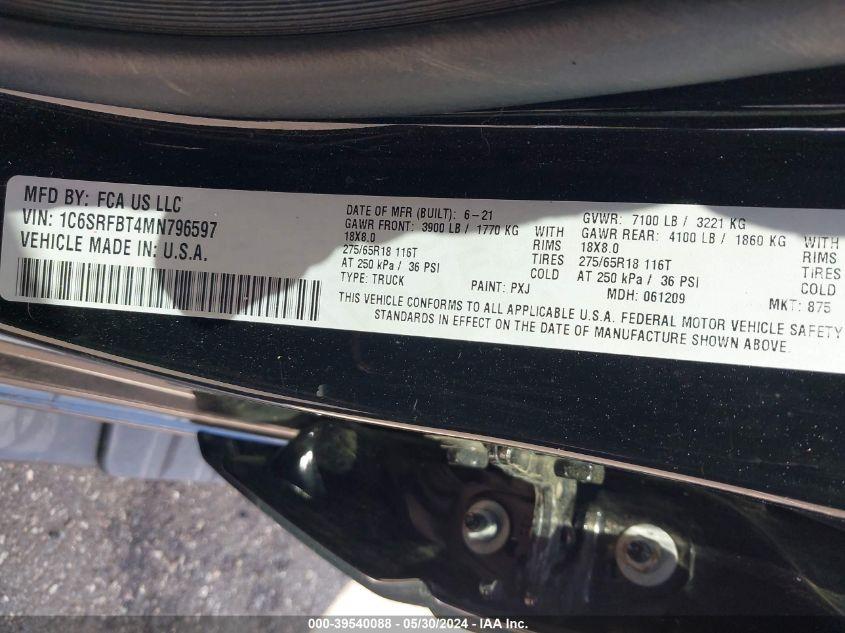 MFD BY: FCA US LLC
VIN: 1C6SRFBT4MN796597
VEHICLE MADE IN U.S.A.
DATE OF MFR (BUILT): 6-21
GAWR FRONT: 3900 LB / 1770 KG WITH
18X8.0 RIMS
275/65R18 116T TIRES
AT 250 kPa / 36 PSI COLD
TYPE: TRUCK PAINT: PXJ
GVWR: 7100 LB / 3221 KG
GAWR REAR: 4100 LB / 1860 KG WITH
18X8.0 RIMS
275/65R18 116T TIRES
AT 250 kPa / 36 PSI COLD
MDH: 061209 MKT: 875
THIS VEHICLE CONFORMS TO ALL APPLICABLE U.S.A. FEDERAL MOTOR VEHICLE SAFETY
STANDARDS IN EFFECT ON THE DATE OF MANUFACTURE SHOWN ABOVE.
000-39540088 - 05/30/2024 - IAA Inc.